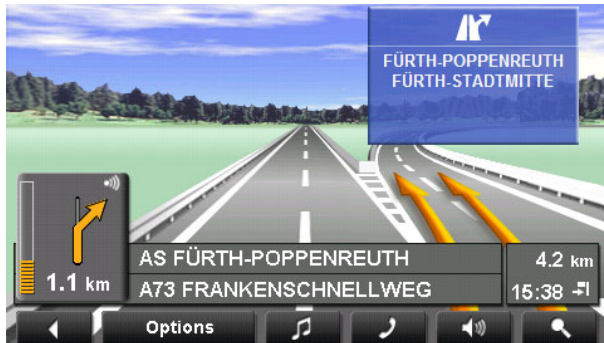 FÜRTH-POPPENREUTH
FÜRTH-STADTMITTE
AS FÜRTH-POPPENREUTH
4.2 km
1.1 km
A73 FRANKENSCHNELLWEG
15:38
Options